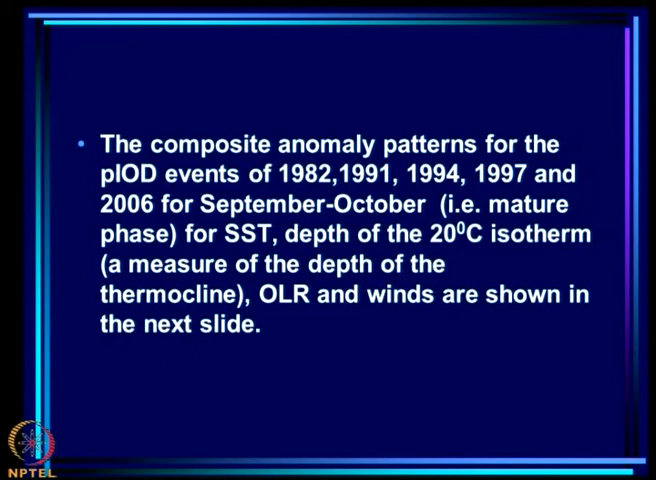 • The composite anomaly patterns for the
pIOD events of 1982,1991, 1994, 1997 and
2006 for September-October (i.e. mature
phase) for SST, depth of the 20⁰C isotherm
(a measure of the depth of the
thermocline), OLR and winds are shown in
the next slide.
NPTEL